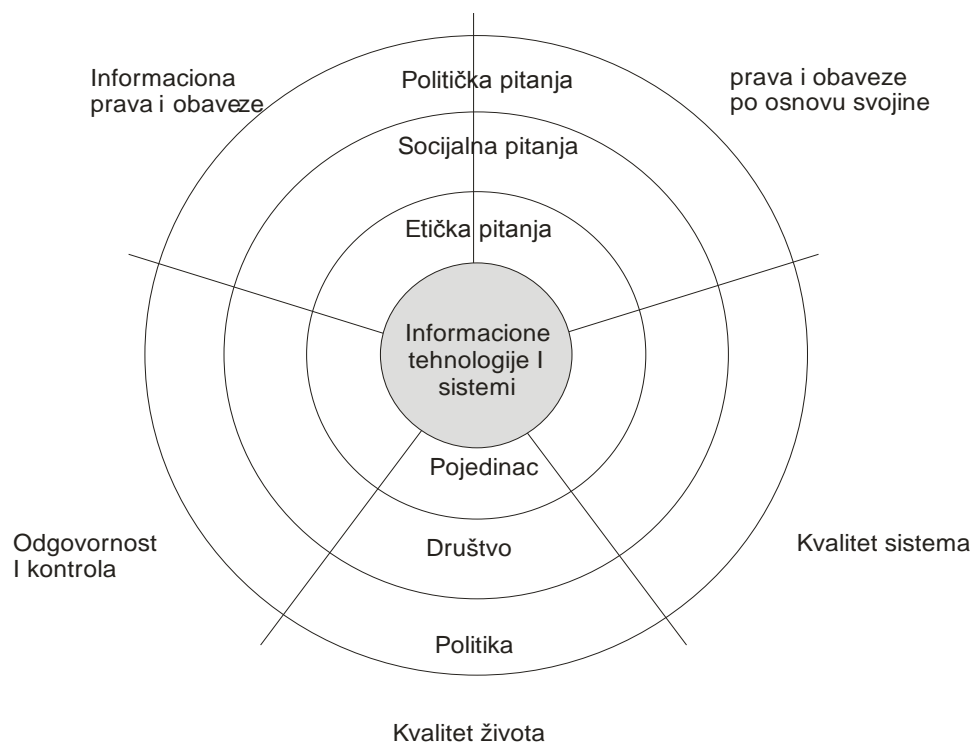 Informaciona
prava i obaveze
Politička pitanja
prava i obaveze
po osnovu svojine
Socijalna pitanja
Etička pitanja
Informacione
tehnologije I
sistemi
Pojedinac
Odgovornost
I kontrola
Društvo
Kvalitet sistema
Politika
Kvalitet života